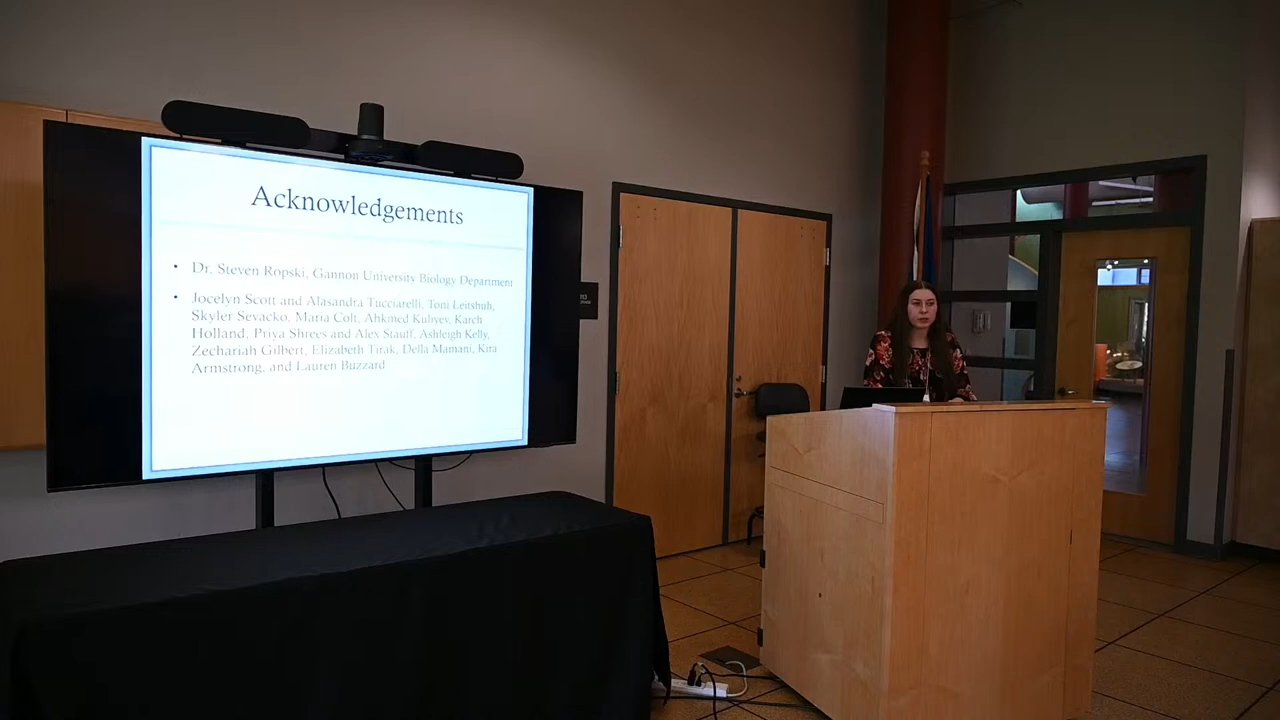 Acknowledgements
• Dr. Steven Ropski, Gannon University Biology Department
• Jocelyn Scott and Alasandra Tucciarelli, Toni Leitshuh,
Skyler Sevacko, Maria Colt, Ahkmed Kuliyev, Karch
Holland, Priya Shrees and Alex Stauff, Ashleigh Kelly,
Zechariah Gilbert, Elizabeth Tirak, Della Mamani, Kira
Armstrong, and Lauren Buzzard